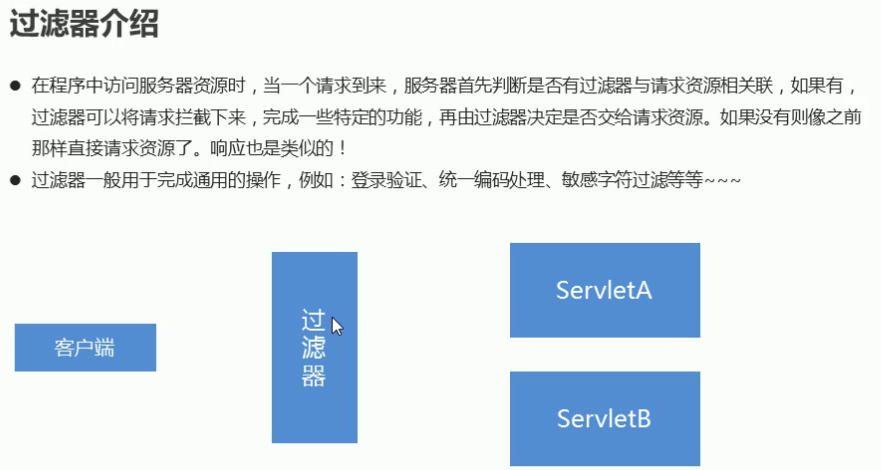 过滤器介绍
● 在程序中访问服务器资源时，当一个请求到来，服务器首先判断是否有过滤器与请求资源相关联，如果有，
过滤器可以将请求拦截下来，完成一些特定的功能，再由过滤器决定是否交给请求资源。如果没有则像之前
那样直接请求资源了。响应也是类似的！
● 过滤器一般用于完成通用的操作，例如：登录验证、统一编码处理、敏感字符过滤等等~~~
客户端
过滤器
ServletA
ServletB